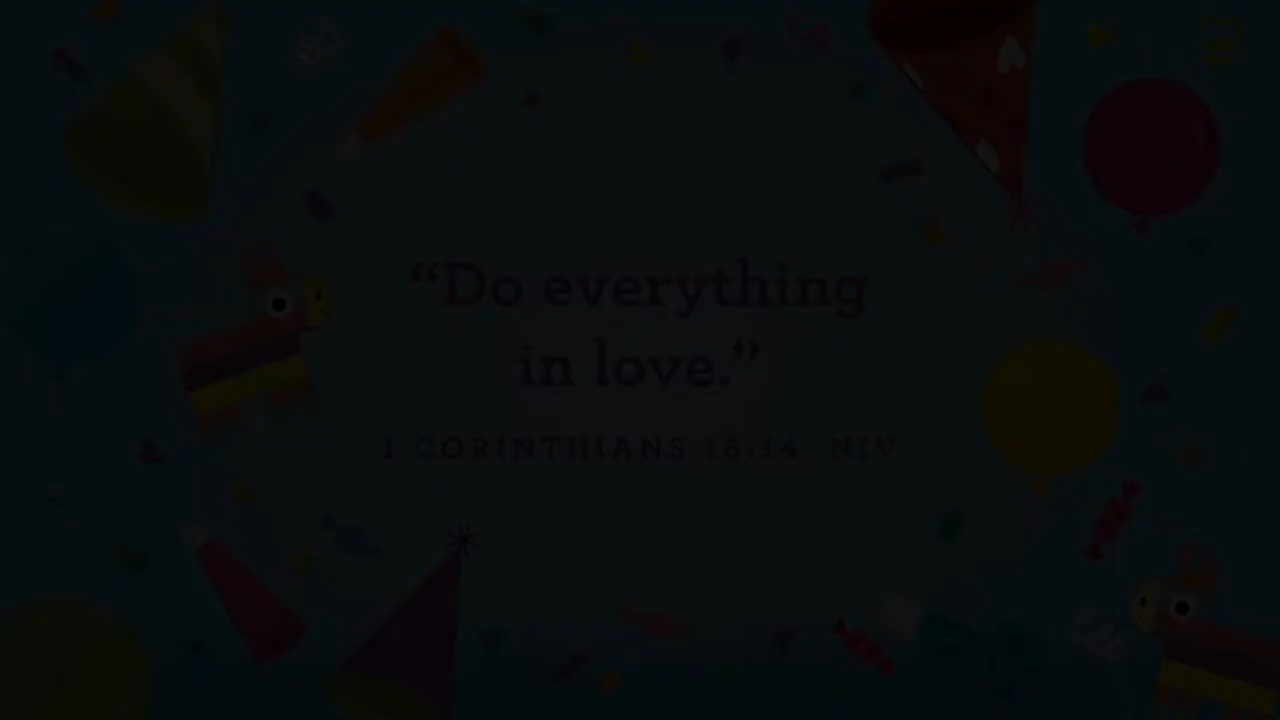 “Do everything
in love.”
1 CORINTHIANS 16:14, NIV